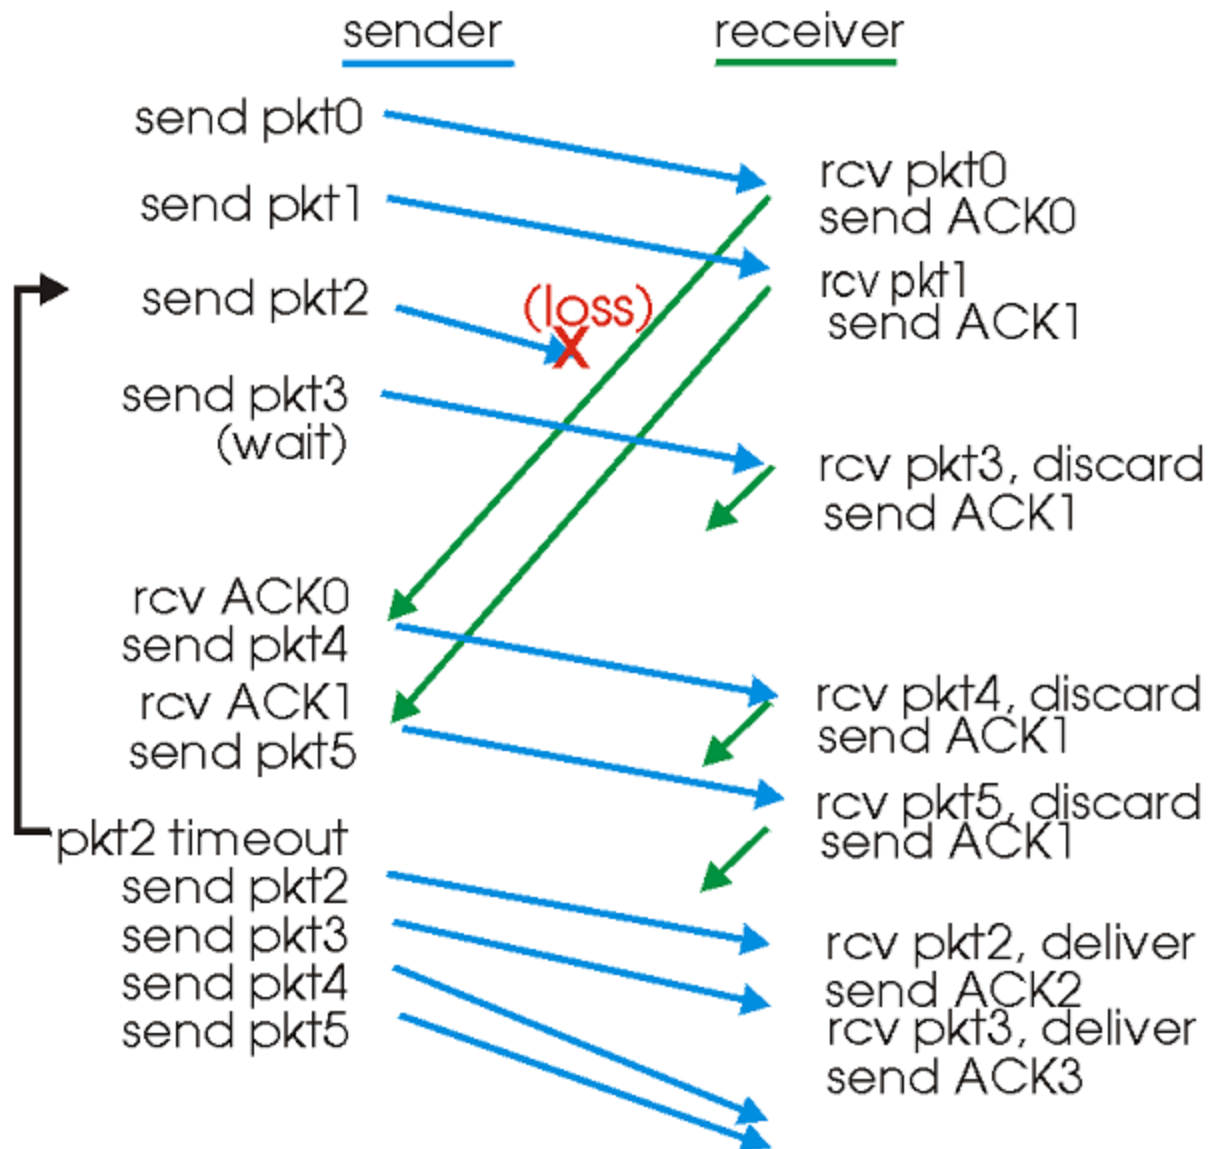 sender
receiver
send pkt0
send pkt1
send pkt2
(loss)
X
send pkt3
(wait)
rcv ACK0
send pkt4
rcv ACK1
send pkt5
pkt2 timeout
send pkt2
send pkt3
send pkt4
send pkt5
rcv pkt0
send ACK0
rcv pkt1
send ACK1
rcv pkt3, discard
send ACK1
rcv pkt4, discard
send ACK1
rcv pkt5, discard
send ACK1
rcv pkt2, deliver
send ACK2
rcv pkt3, deliver
send ACK3